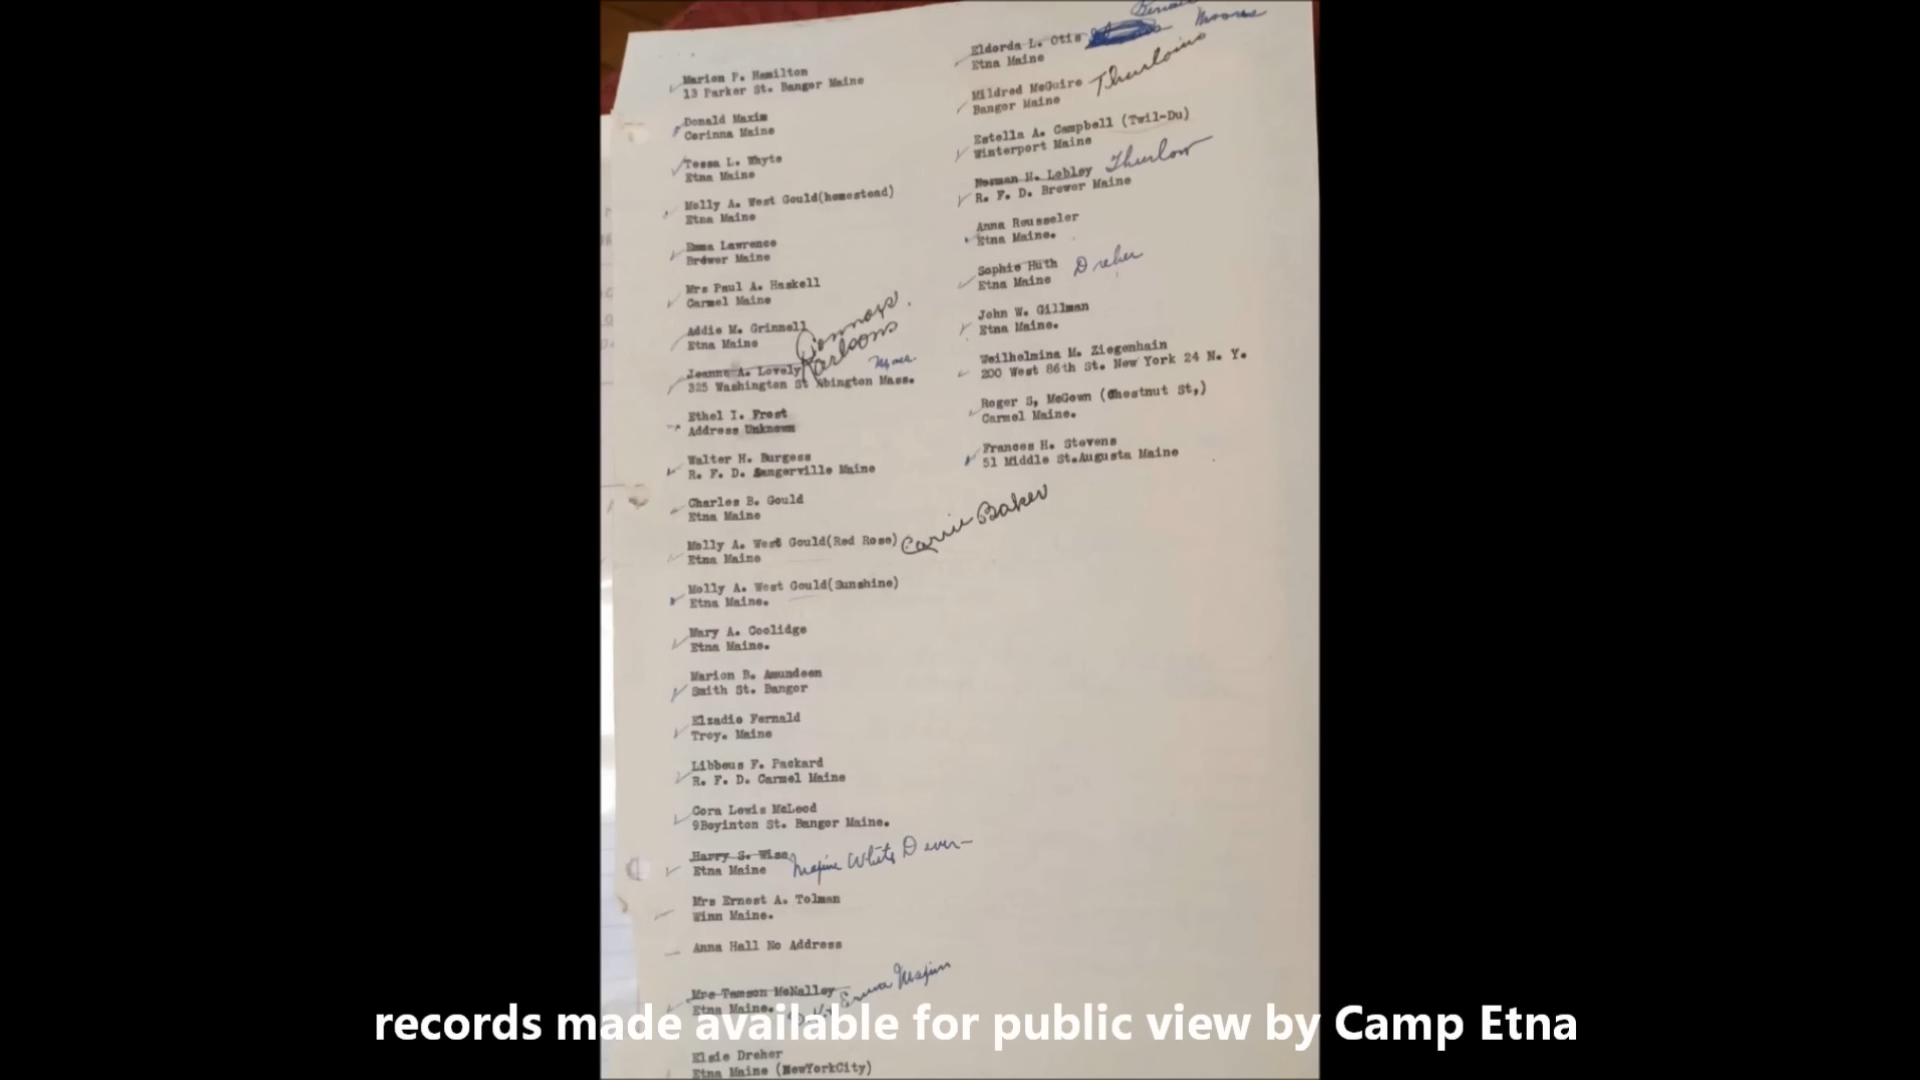 Marion P. Hamilton
13 Parker St. Bangor Maine
Donald Maxim
Corinna Maine
Tessa L. Whyte
Etna Maine
Molly A. West Gould(homestead)
Etna Maine
Emma Lawrence
Brewer Maine
Mrs Paul A. Haskell
Carmel Maine
Addie M. Grinnell
Etna Maine
Jeanne A. Lovely
325 Washington St Abington Mass.
Ethel I. Frost
Address Unknown
Walter H. Burgess
R. F. D. Sangerville Maine
Charles B. Gould
Etna Maine
Molly A. West Gould(Red Rose) Carrie Baker
Etna Maine
Molly A. West Gould(Sunshine)
Etna Maine.
Mary A. Coolidge
Etna Maine.
Marion B. Amundsen
Smith St. Bangor
Elzadie Fernald
Troy. Maine
Libbeus F. Packard
R. F. D. Carmel Maine
Cora Lewis McLeod
9Boyinton St. Bangor Maine.
Harry S. Wise
Etna Maine White
Mrs Ernest A. Tolman
Winn Maine.
Anna Hall No Address
Mrs Tamson McNalley
Etna Maine.
Elsie Dreher
Etna Maine (NewYorkCity)
Eldorda L. Otis Moore
Etna Maine
Mildred McGuire
Bangor Maine
Estella A. Campbell (Twil-Du)
Winterport Maine
Norman H. Lobley Thurlow
R. F. D. Brewer Maine
Anna Rousseler
Etna Maine.
Sophie Huth Dreher
Etna Maine
John W. Gillman
Etna Maine.
Weilhelmina M. Ziegenhain
200 West 86th St. New York 24 N. Y.
Roger S, McGown (Chestnut St,)
Carmel Maine.
Frances H. Stevens
51 Middle St.Augusta Maine
records made available for public view by Camp Etna